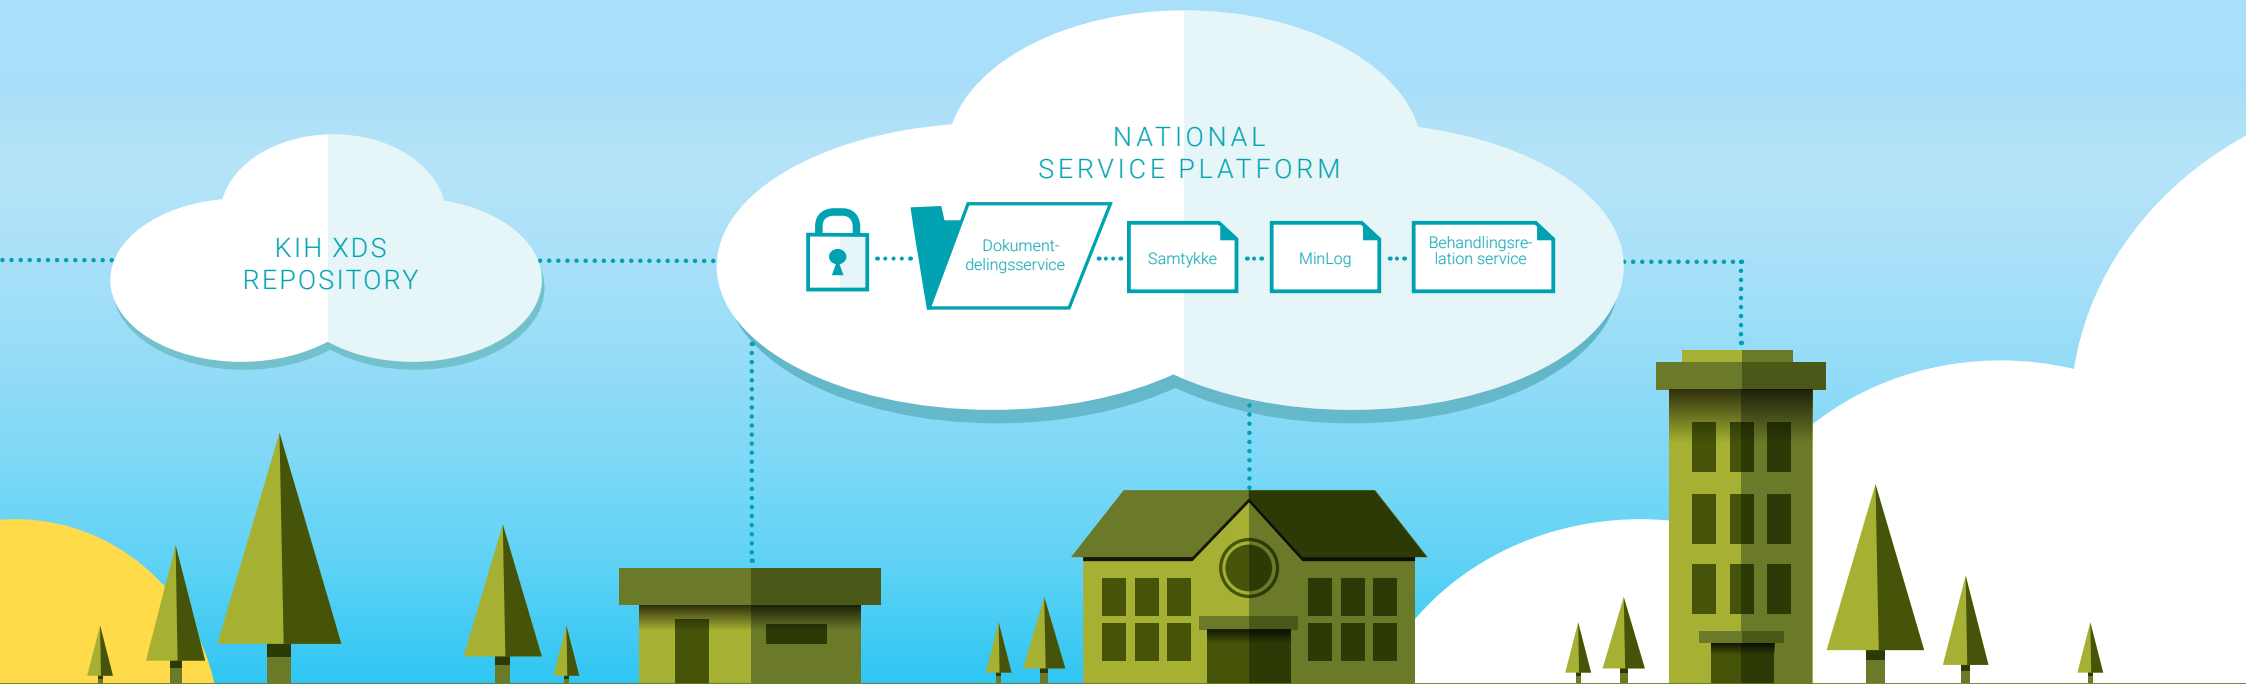 KIH XDS
REPOSITORY
NATIONAL
SERVICE PLATFORM
Dokument-
delingsservice
Samtykke
MinLog
Behandlingsre-
lation service